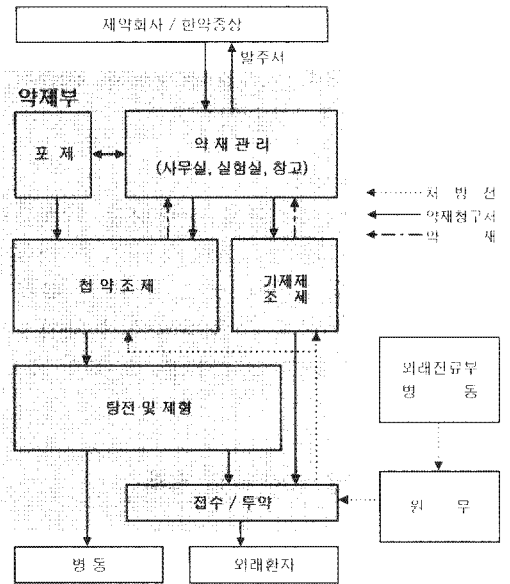 제약회사 / 한약종상
발주서
약제부
포 제
약 재 관 리
(사무실, 실험실, 창고)
처 방 전
약재청구서
약 재
첩 약 조 제
기제제
조 제
외래진료부
병 동
탕전 및 제형
원 무
접수 / 투약
병 동
외래환자